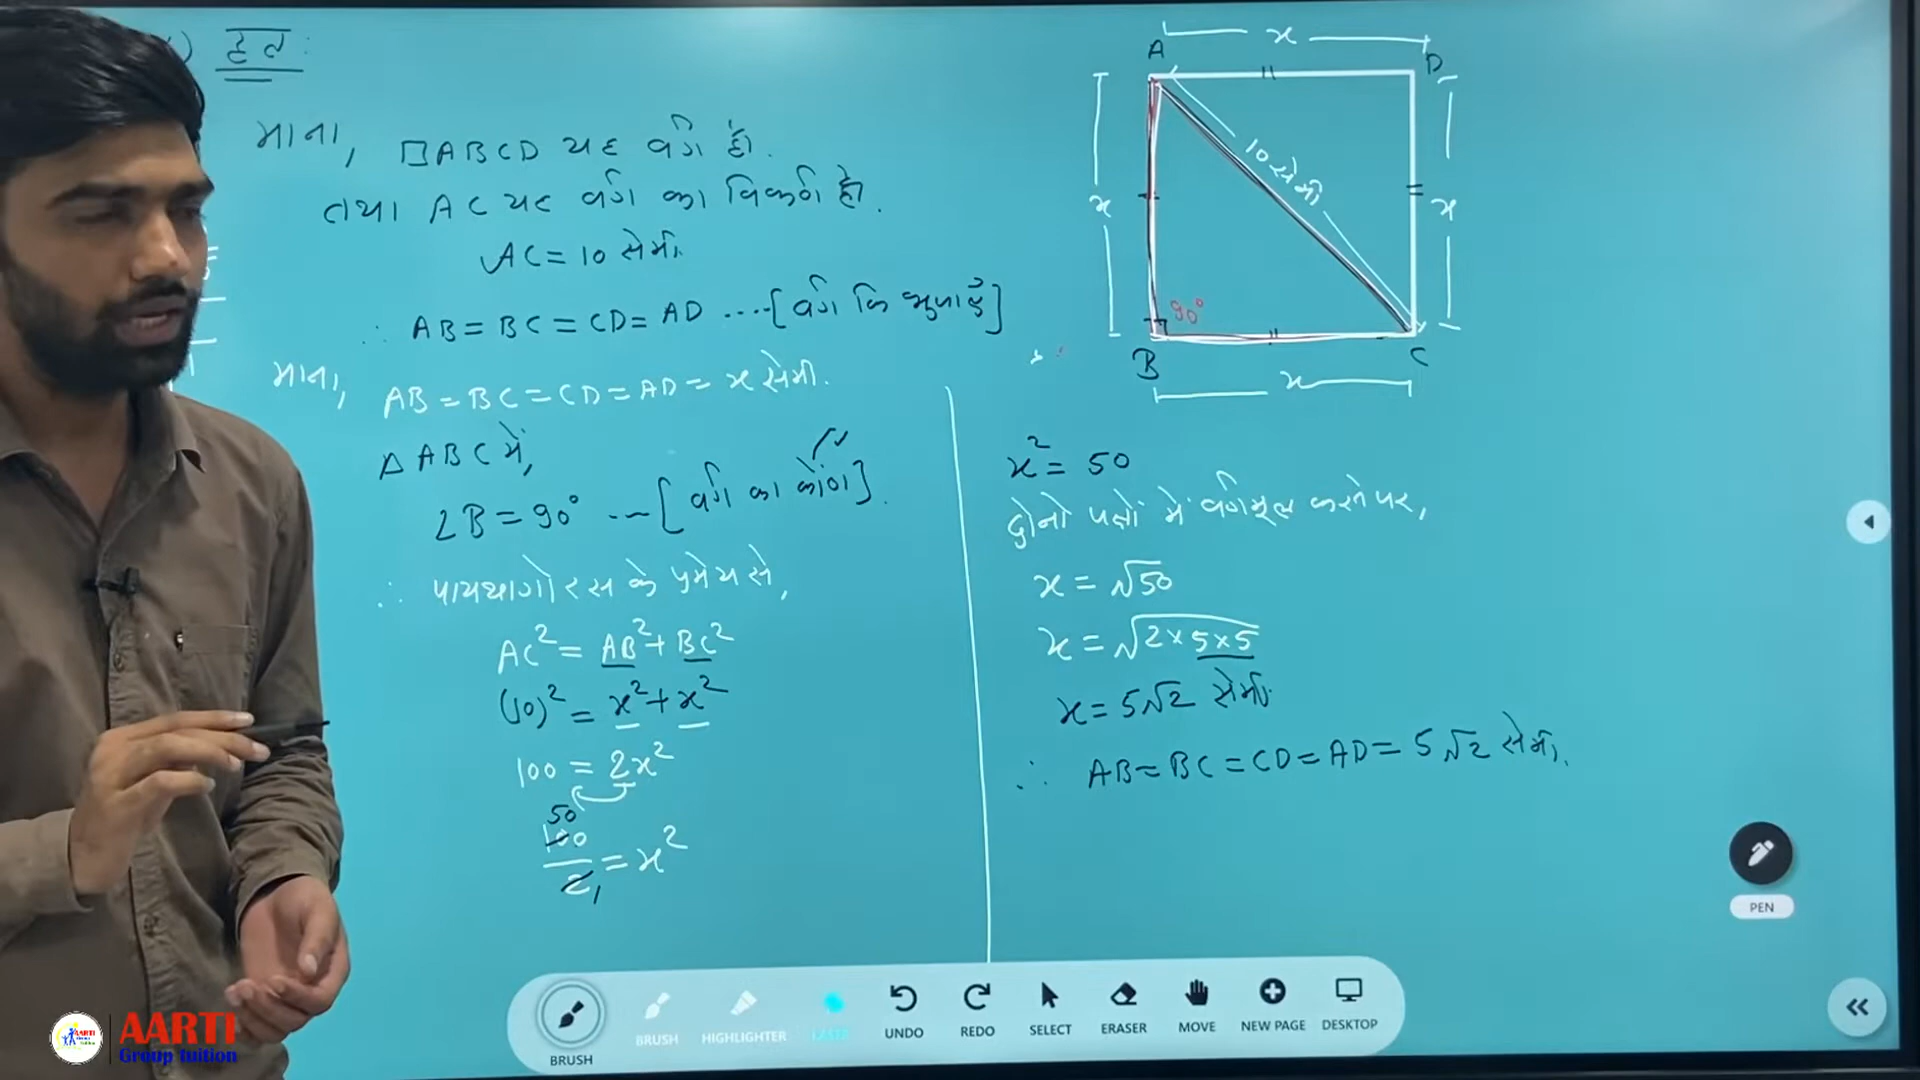 हल :
माना, □ABCD यह वर्ग है.
तथा AC यह वर्ग का विकर्ण है.
AC = 10 सेमी.
∴ AB = BC = CD = AD ....[वर्ग कि भुजाएँ]
माना, AB = BC = CD = AD = x सेमी.
△ ABC में,
∠B = 90° ---[वर्ग का कोण].
∴ पायथागोरस के प्रमेय से,
AC² = AB² + BC²
(10)² = x² + x²
100 = 2x²
50
100/2, = x²
1
x
A
D
x
10 सेमी
x
90°
B
C
x
x² = 50
दोनो पक्षों में वर्गमूल करने पर,
x = √50
x = √2×5×5
x = 5√2 सेमी.
∴ AB = BC = CD = AD = 5√2 सेमी.
PEN
BRUSH
BRUSH
HIGHLIGHTER
UNDO
REDO
SELECT
ERASER
MOVE
NEW PAGE
DESKTOP
AARTI
Group tuition